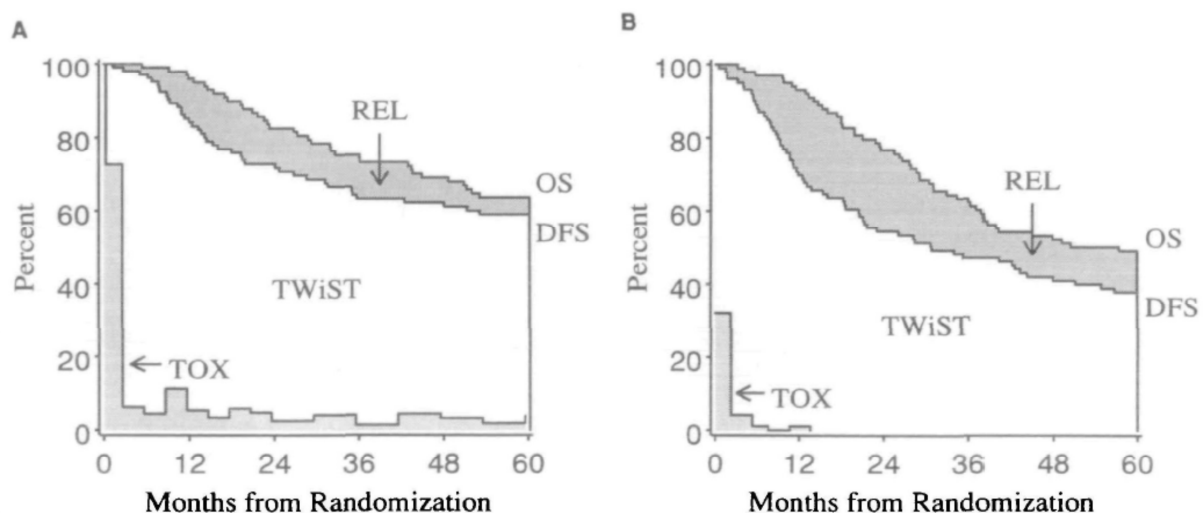 A
100
80
60
40
20
0
Percent
REL
OS
DFS
TWiST
TOX
0 12 24 36 48 60
Months from Randomization
B
100
80
60
40
20
0
Percent
REL
OS
DFS
TWiST
TOX
0 12 24 36 48 60
Months from Randomization